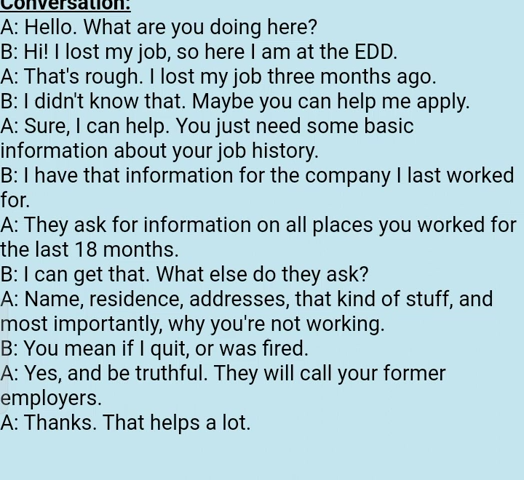 Conversation:
A: Hello. What are you doing here?
B: Hi! I lost my job, so here I am at the EDD.
A: That's rough. I lost my job three months ago.
B: I didn't know that. Maybe you can help me apply.
A: Sure, I can help. You just need some basic
information about your job history.
B: I have that information for the company I last worked
for.
A: They ask for information on all places you worked for
the last 18 months.
B: I can get that. What else do they ask?
A: Name, residence, addresses, that kind of stuff, and
most importantly, why you're not working.
B: You mean if I quit, or was fired.
A: Yes, and be truthful. They will call your former
employers.
A: Thanks. That helps a lot.